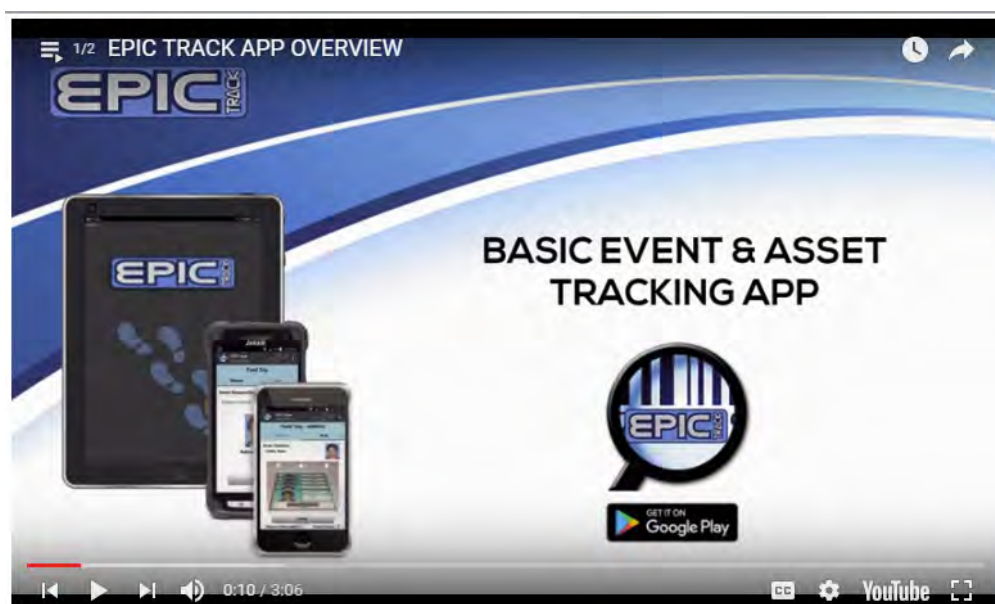 1/2 EPIC TRACK APP OVERVIEW
EPIC TRACK
BASIC EVENT & ASSET
TRACKING APP
EPIC
EPIC TRACK
GET IT ON
Google Play
0:10 / 3:06
CC
YouTube